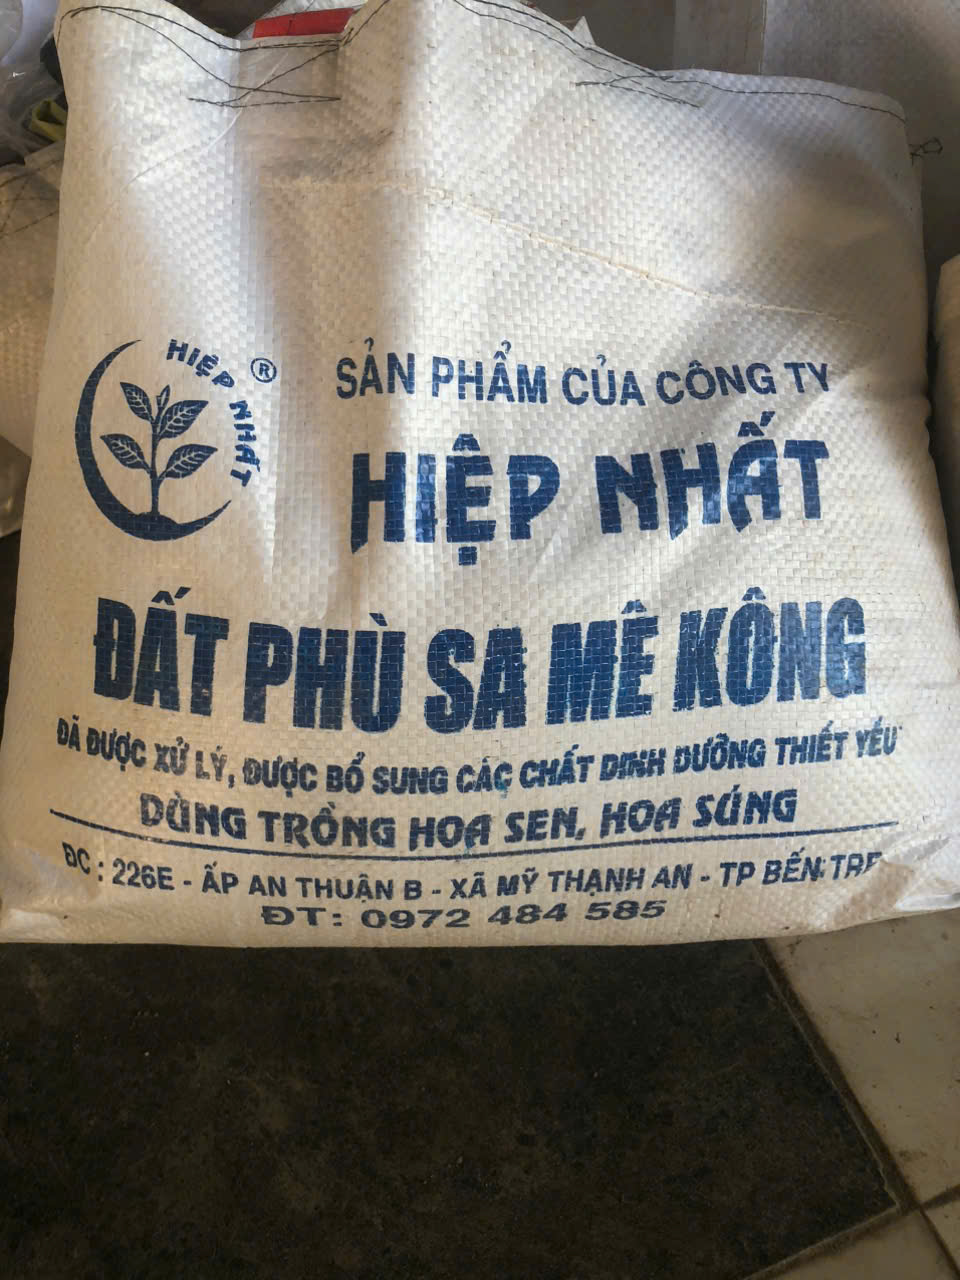 HIỆP NHẤT ®
SẢN PHẨM CỦA CÔNG TY
HIỆP NHẤT
ĐẤT PHÙ SA MÊ KÔNG
ĐÃ ĐƯỢC XỬ LÝ, ĐƯỢC BỔ SUNG CÁC CHẤT DINH DƯỠNG THIẾT YẾU
DÙNG TRỒNG HOA SEN, HOA SÚNG
ĐC : 226E - ẤP AN THUẬN B - XÃ MỸ THẠNH AN - TP BẾN TRE
ĐT: 0972 484 585